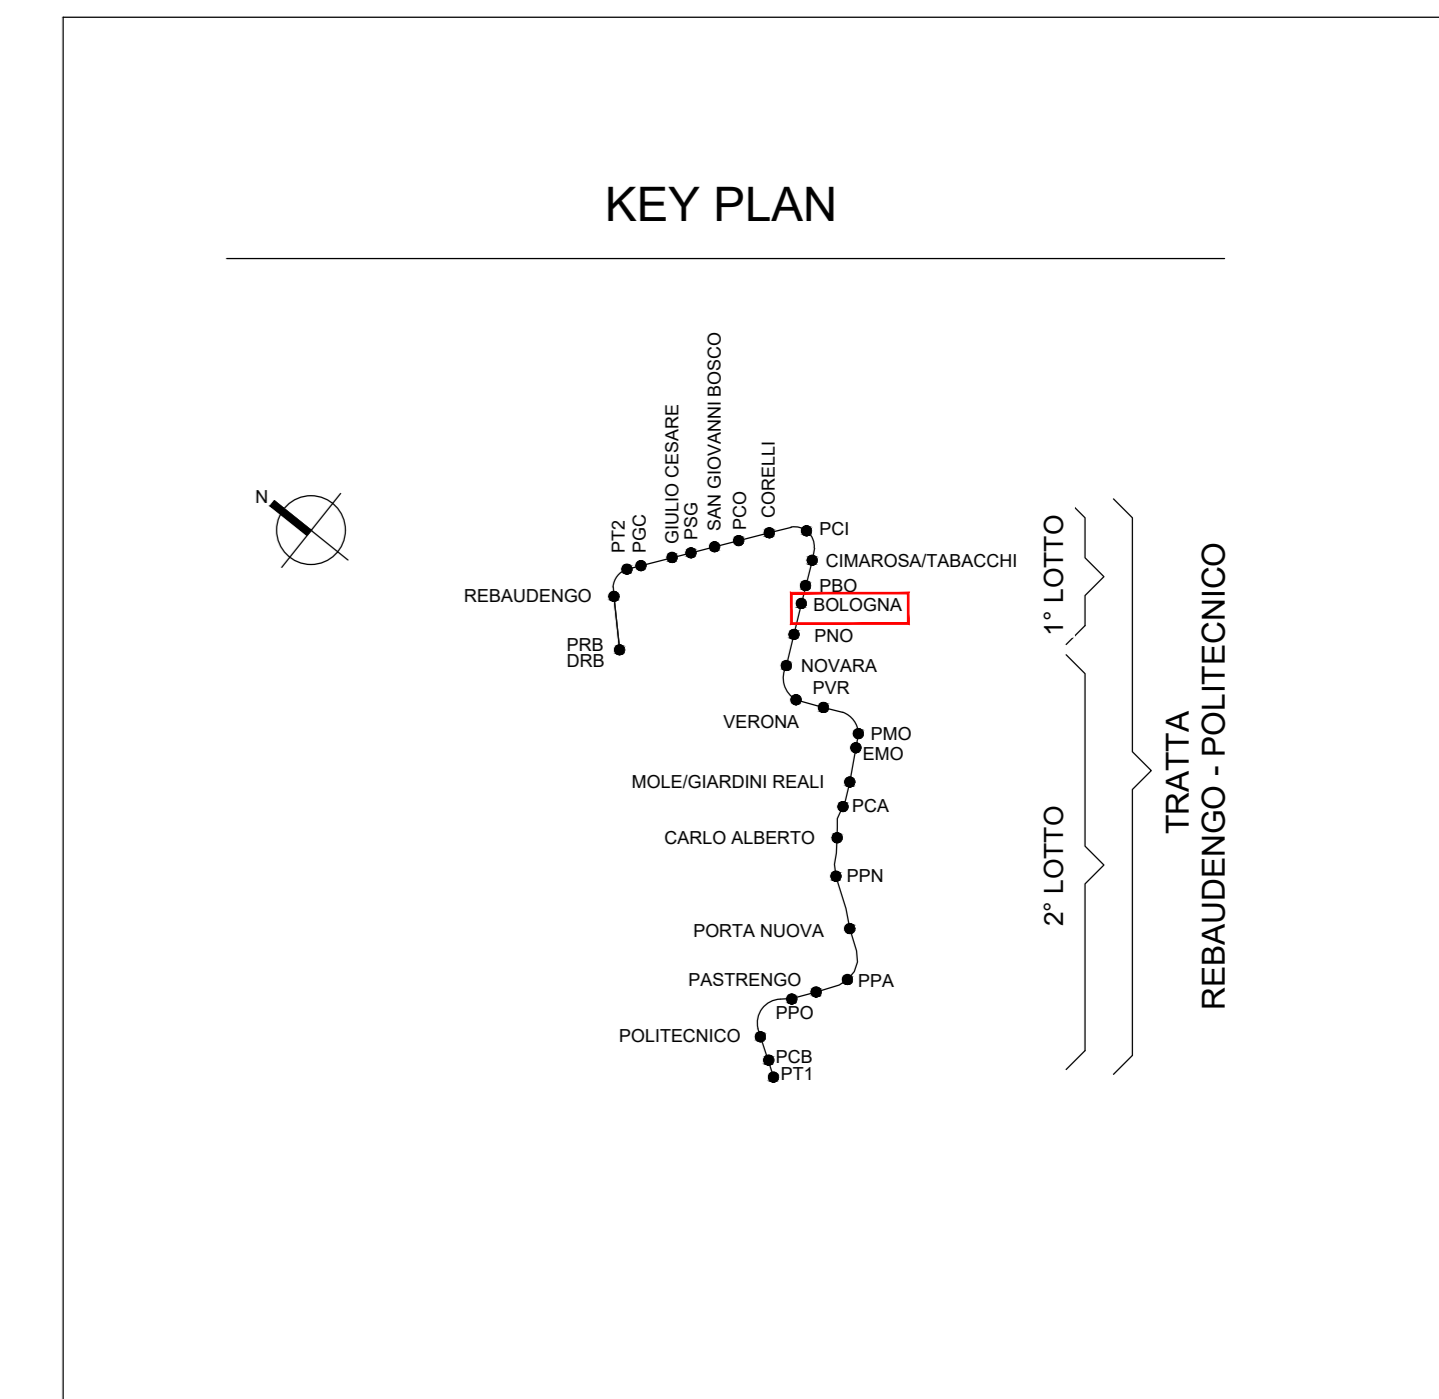 KEY PLAN
N
PT2
PGC
GIULIO CESARE
PSG
SAN GIOVANNI BOSCO
PCO
CORELLI
PCI
CIMAROSA/TABACCHI
PBO
REBAUDENGO
BOLOGNA
PNO
PRB
DRB
NOVARA
PVR
VERONA
PMO
EMO
MOLE/GIARDINI REALI
PCA
CARLO ALBERTO
PPN
PORTA NUOVA
PASTRENGO
PPA
PPO
POLITECNICO
PCB
PT1
1° LOTTO
2° LOTTO
TRATTA
REBAUDENGO - POLITECNICO